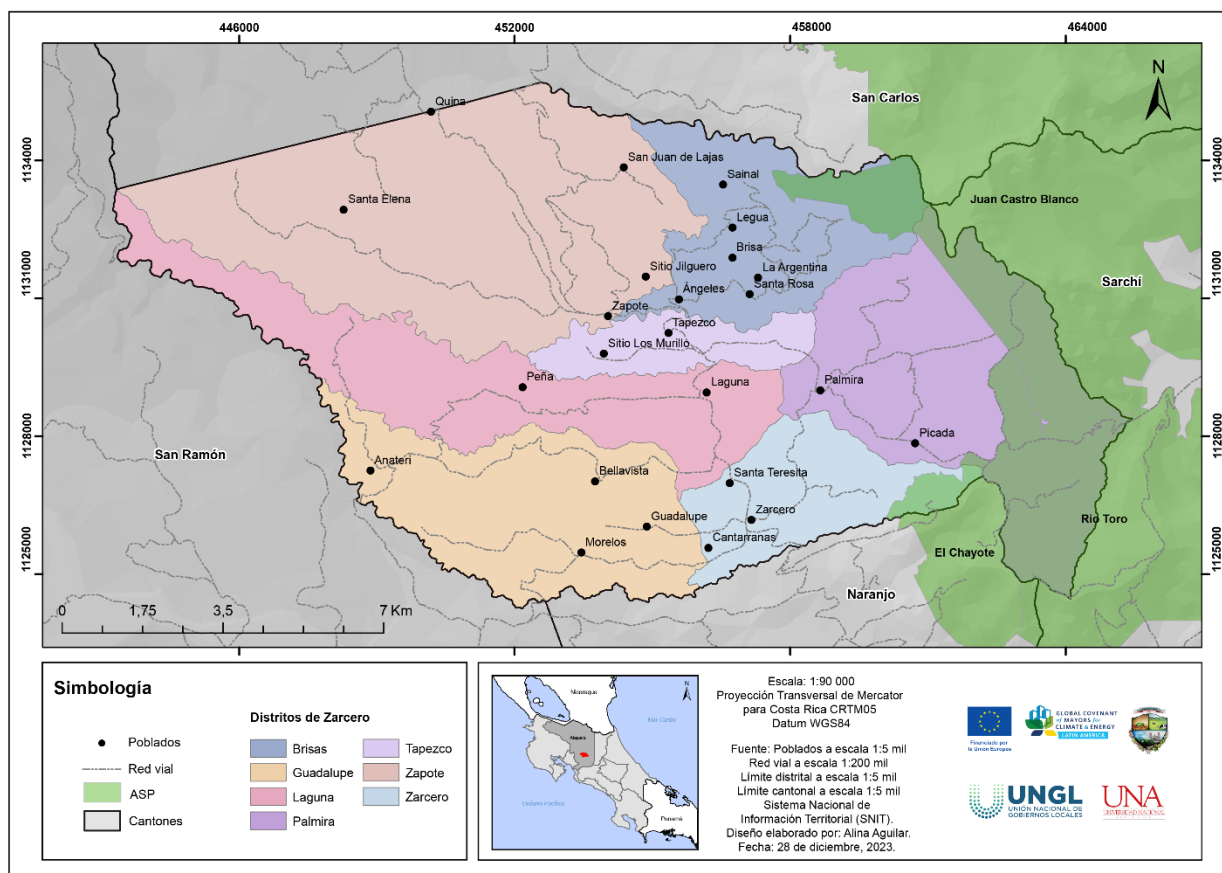 446000
452000
458000
464000
N
San Carlos
Quina
1134000
1134000
San Juan de Lajas
Sainal
Santa Elena
Juan Castro Blanco
Legua
Brisa
La Argentina
Sitio Jilguero
Santa Rosa
Sarchí
1131000
1131000
Ángeles
Zapote
Tapezco
Sitio Los Murillo
Peña
Laguna
Palmira
1128000
1128000
Picada
San Ramón
Anateri
Bellavista
Santa Teresita
Guadalupe
Zarcero
Río Toro
Morelos
Cantarranas
El Chayote
1125000
1125000
Naranjo
0 1,75 3,5 7 Km
Simbología
Poblados
Red vial
ASP
Cantones
Distritos de Zarcero
Brisas
Guadalupe
Laguna
Palmira
Tapezco
Zapote
Zarcero
N
Nicaragua
Mar Caribe
Alajuela
Océano Pacífico
Panamá
Escala: 1:90 000
Proyección Transversal de Mercator
para Costa Rica CRTM05
Datum WGS84
Fuente: Poblados a escala 1:5 mil
Red vial a escala 1:200 mil
Límite distrital a escala 1:5 mil
Límite cantonal a escala 1:5 mil
Sistema Nacional de
Información Territorial (SNIT).
Diseño elaborado por: Alina Aguilar.
Fecha: 28 de diciembre, 2023.
Financiado por
la Unión Europea
GLOBAL COVENANT
of MAYORS for
CLIMATE & ENERGY
LATIN AMERICA
UNGL
UNIÓN NACIONAL DE
GOBIERNOS LOCALES
UNA
UNIVERSIDAD NACIONAL